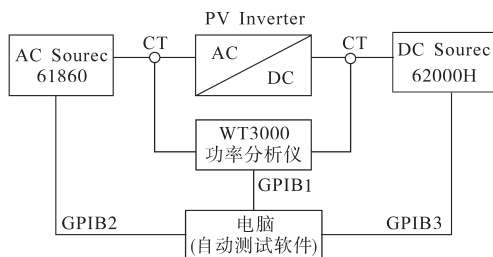 PV Inverter
CT
CT
AC Sourec
61860
AC
DC
DC Sourec
62000H
WT3000
功率分析仪
GPIB1
GPIB2
GPIB3
电脑
(自动测试软件)